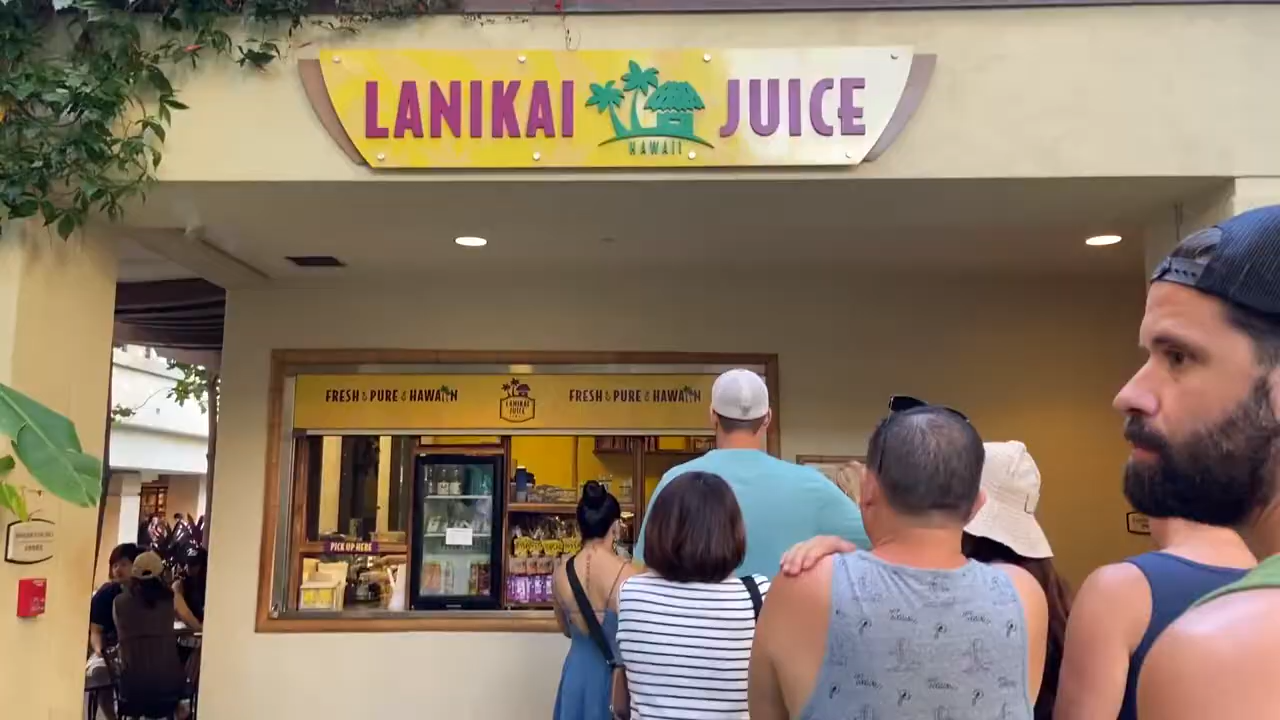 LANIKAI JUICE
HAWAII
FRESH & PURE & HAWAIIAN
LANIKAI
JUICE
FRESH & PURE & HAWAIIAN
PICK UP HERE